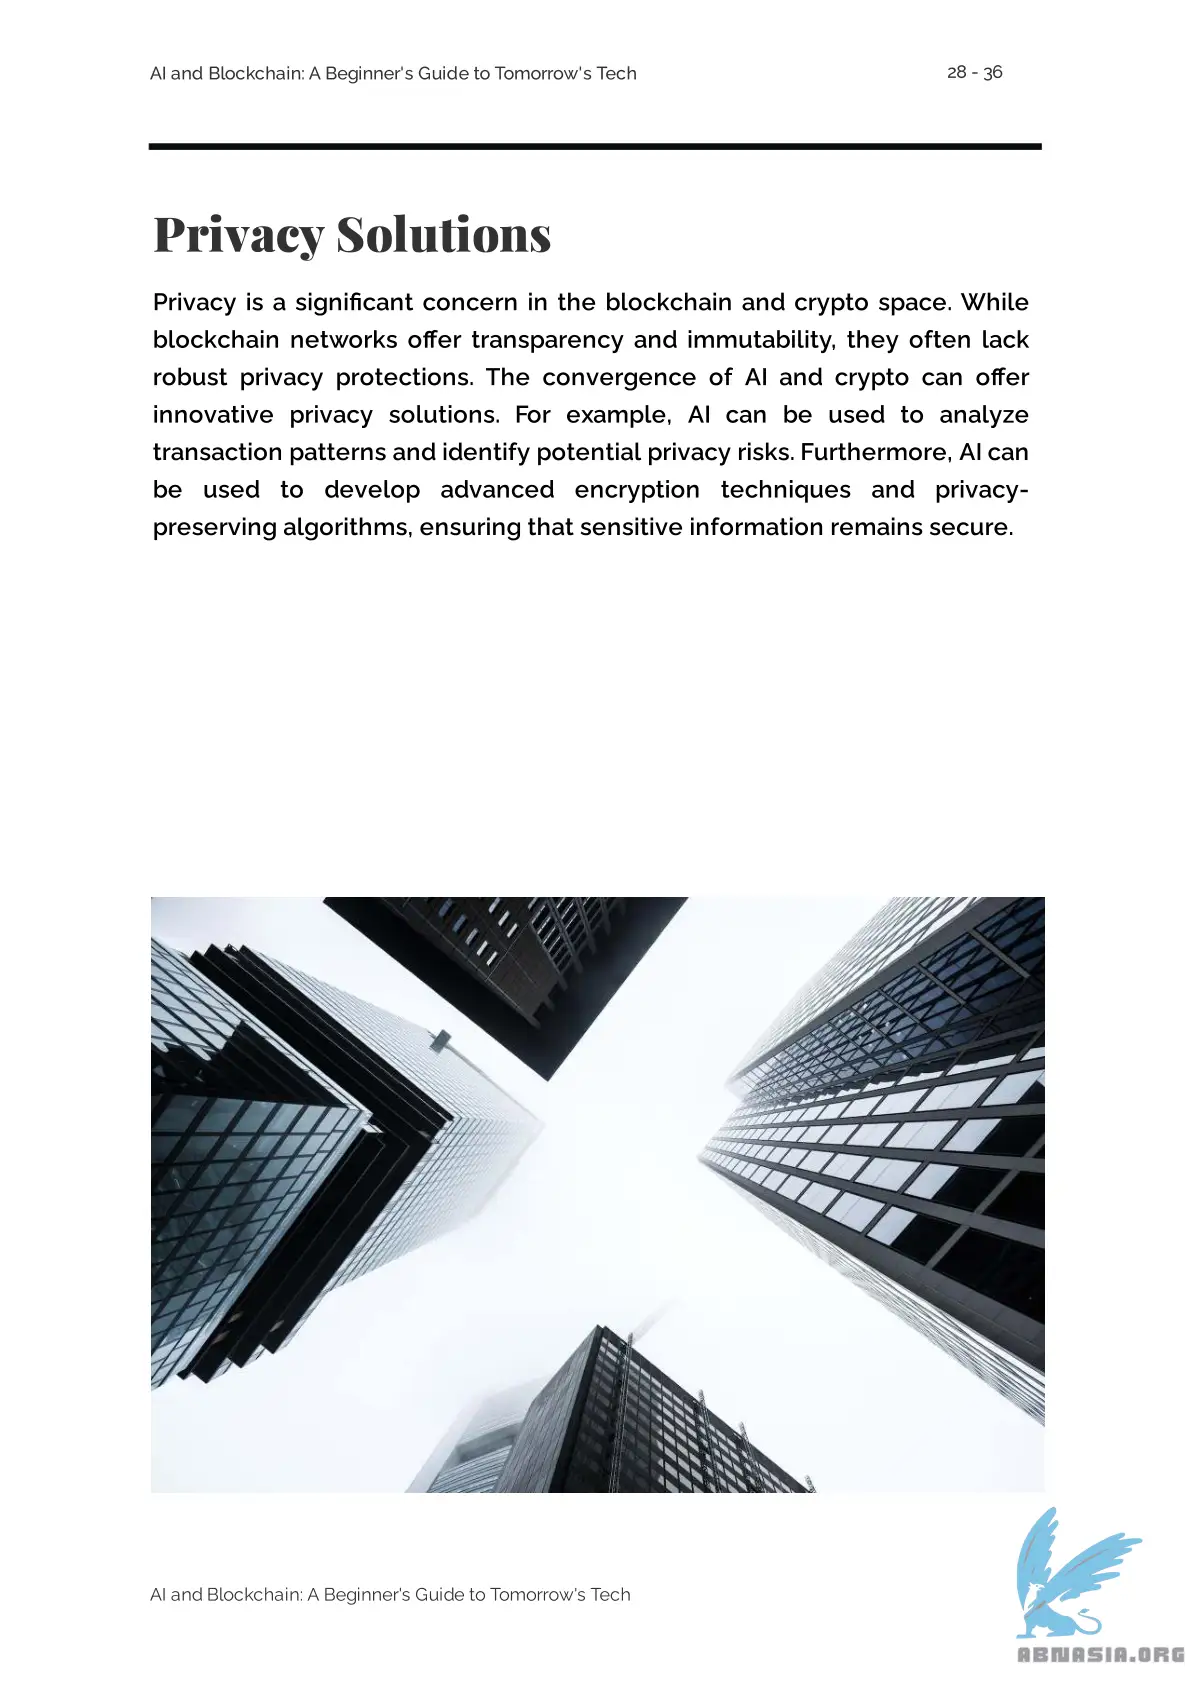 AI and Blockchain: A Beginner's Guide to Tomorrow's Tech
28 - 36
Privacy Solutions
Privacy is a significant concern in the blockchain and crypto space. While
blockchain networks offer transparency and immutability, they often lack
robust privacy protections. The convergence of AI and crypto can offer
innovative privacy solutions. For example, AI can be used to analyze
transaction patterns and identify potential privacy risks. Furthermore, AI can
be used to develop advanced encryption techniques and privacy-
preserving algorithms, ensuring that sensitive information remains secure.
AI and Blockchain: A Beginner's Guide to Tomorrow's Tech
ABNASIA.ORG